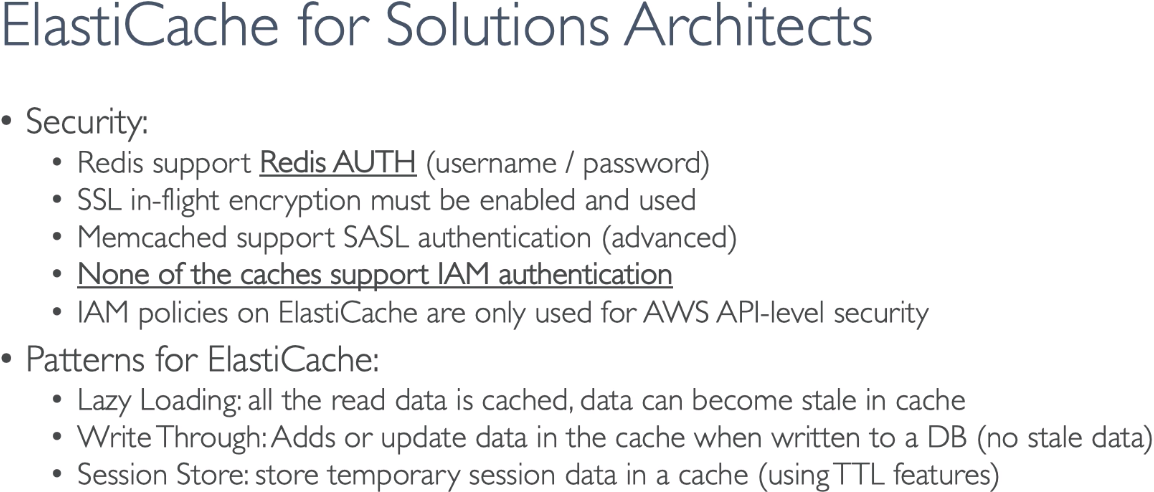 ElastiCache for Solutions Architects
• Security:
• Redis support Redis AUTH (username / password)
• SSL in-flight encryption must be enabled and used
• Memcached support SASL authentication (advanced)
• None of the caches support IAM authentication
• IAM policies on ElastiCache are only used for AWS API-level security
• Patterns for ElastiCache:
• Lazy Loading: all the read data is cached, data can become stale in cache
• Write Through: Adds or update data in the cache when written to a DB (no stale data)
• Session Store: store temporary session data in a cache (using TTL features)